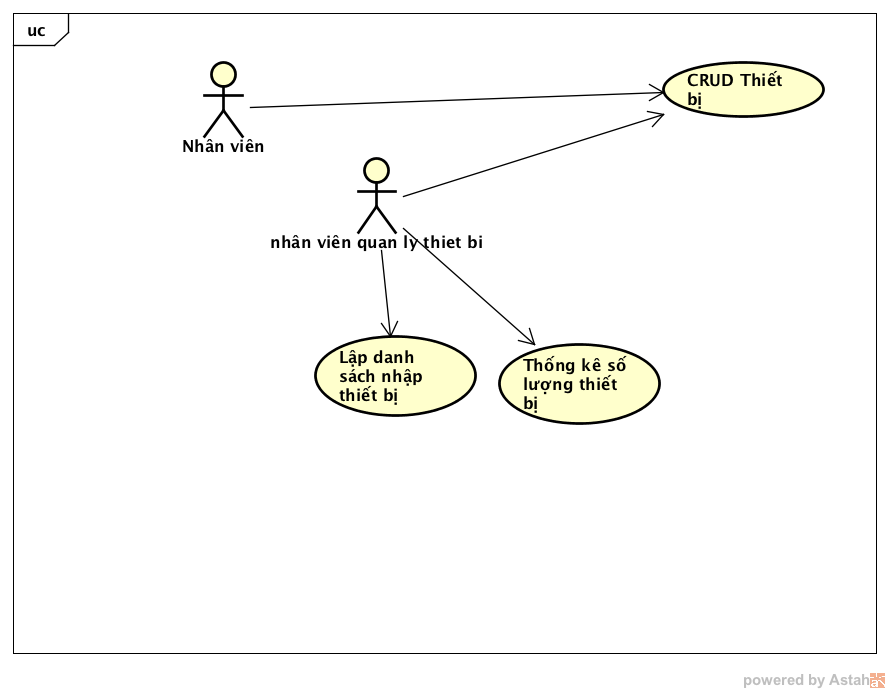 uc
CRUD Thiết
bị
Nhân viên
nhân viên quan ly thiet bi
Lập danh
sách nhập
thiết bị
Thống kê số
lượng thiết
bị
powered by Astah